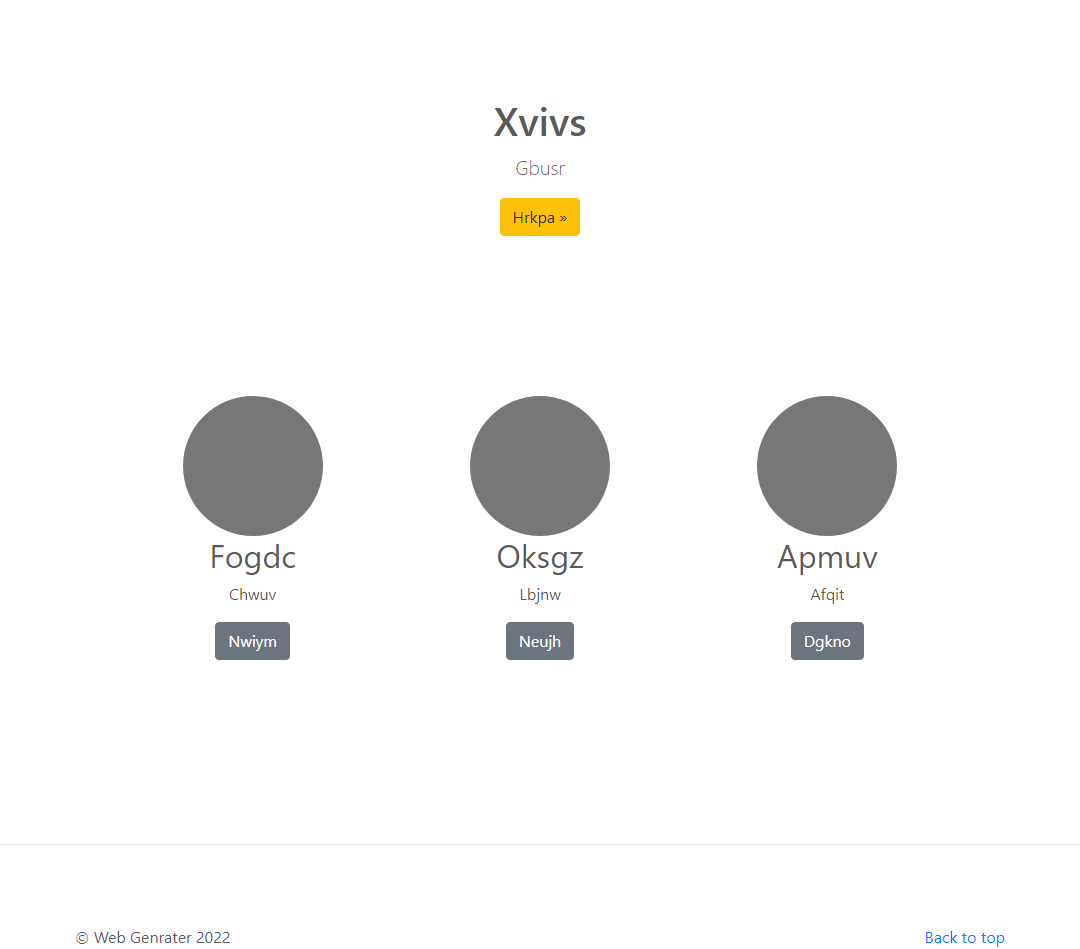 Xvivs
Gbusr
Hrkpa »
Fogdc
Oksgz
Apmuv
Chwuv
Lbjnw
Afqit
Nwiym
Neujh
Dgkno
© Web Genrater 2022
Back to top